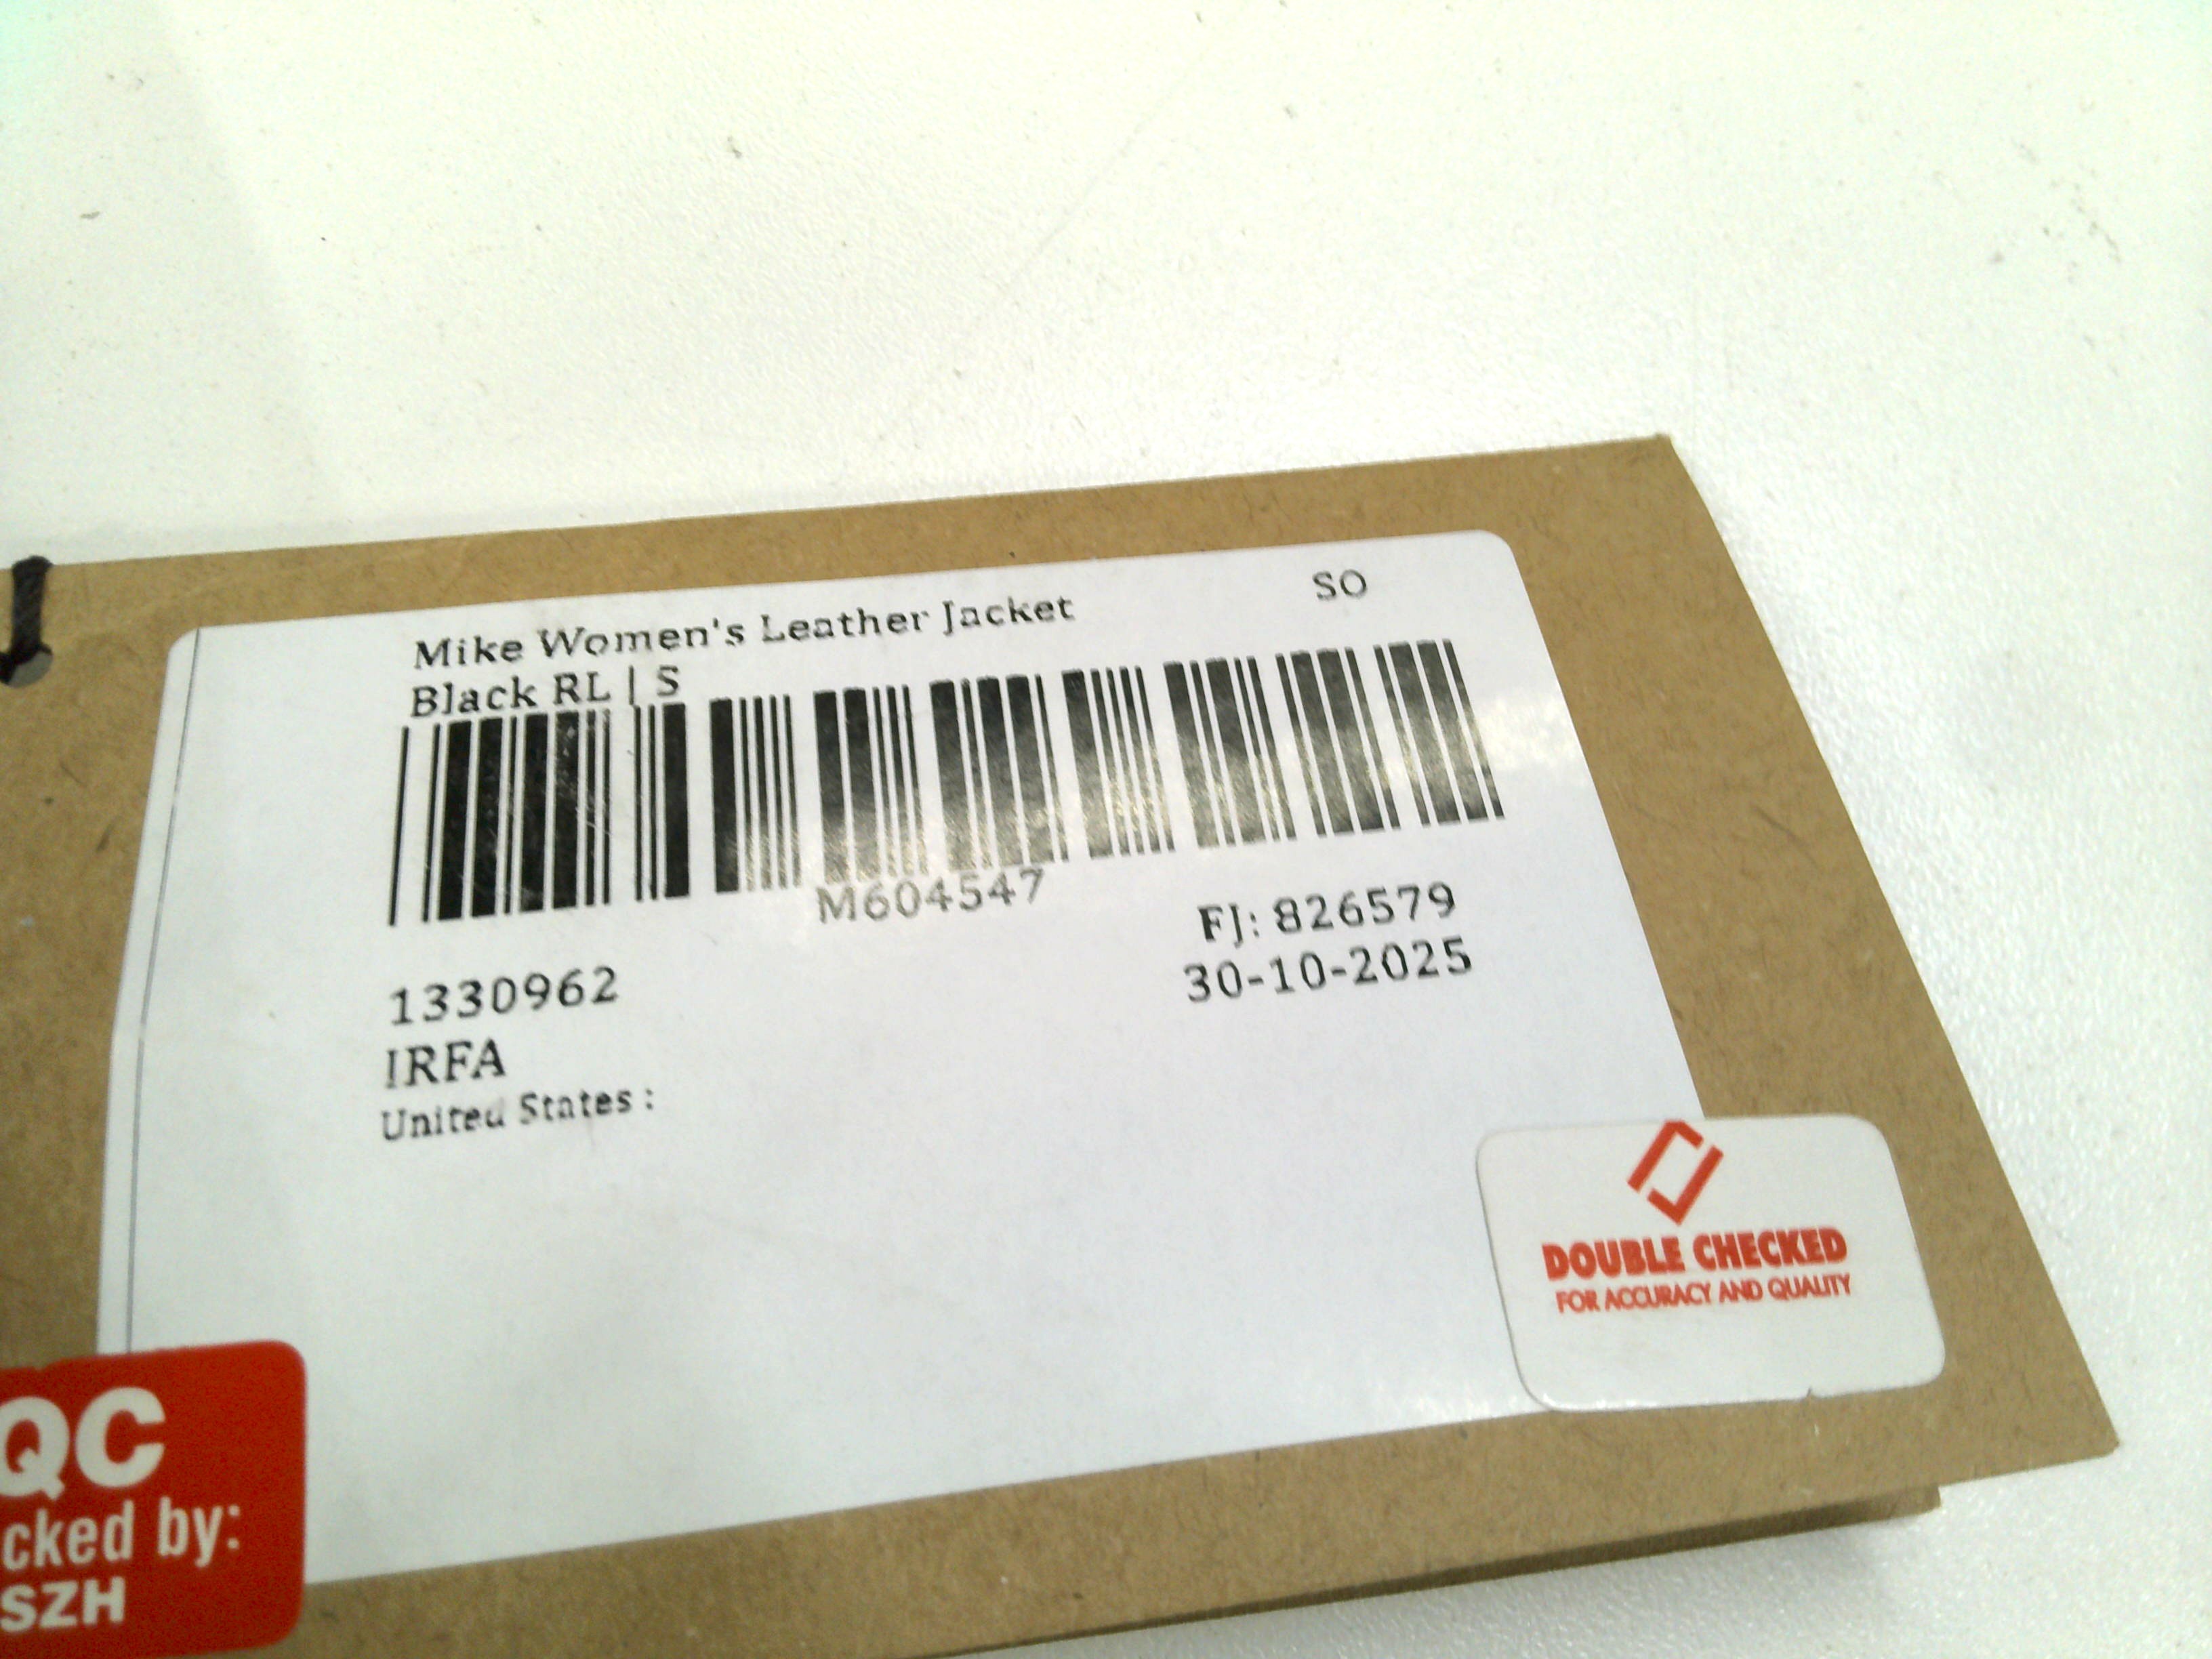 Mike Women's Leather Jacket
SO
Black RL | S
M604547
FJ: 826579
30-10-2025
1330962
IRFA
United States :
DOUBLE CHECKED
FOR ACCURACY AND QUALITY
QC
cked by:
SZH